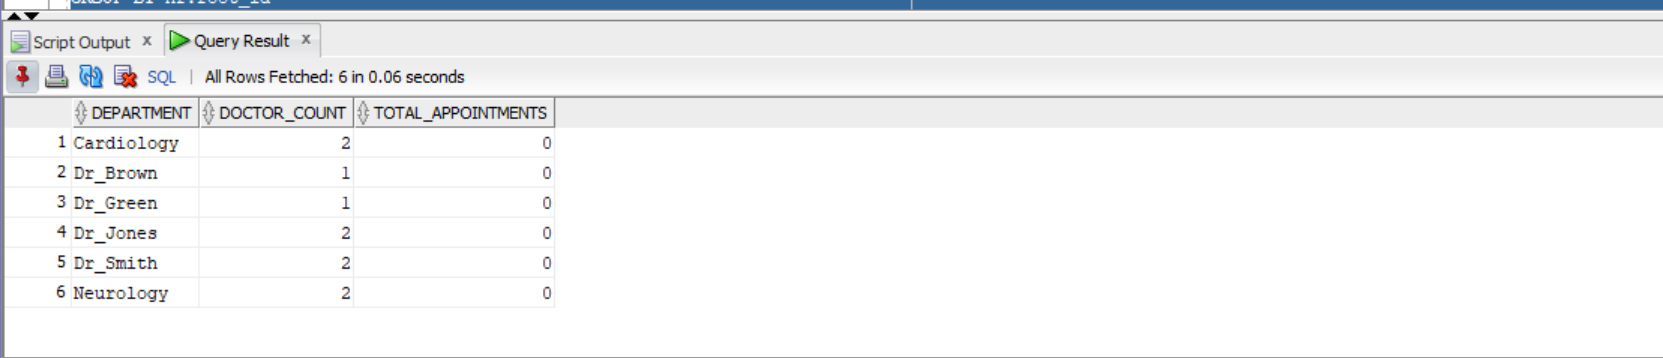 Script Output x Query Result x
SQL | All Rows Fetched: 6 in 0.06 seconds
DEPARTMENT DOCTOR_COUNT TOTAL_APPOINTMENTS
1 Cardiology 2 0
2 Dr_Brown 1 0
3 Dr_Green 1 0
4 Dr_Jones 2 0
5 Dr_Smith 2 0
6 Neurology 2 0